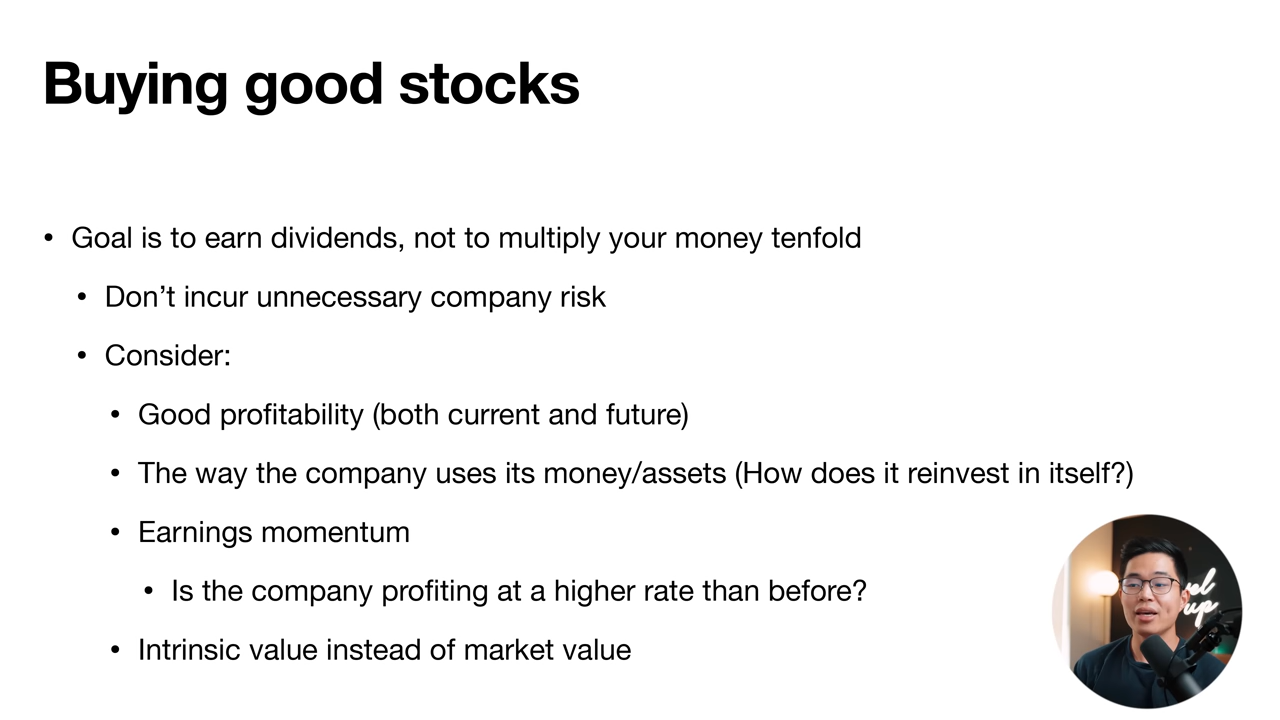 Buying good stocks
• Goal is to earn dividends, not to multiply your money tenfold
• Don’t incur unnecessary company risk
• Consider:
• Good profitability (both current and future)
• The way the company uses its money/assets (How does it reinvest in itself?)
• Earnings momentum
• Is the company profiting at a higher rate than before?
• Intrinsic value instead of market value
up